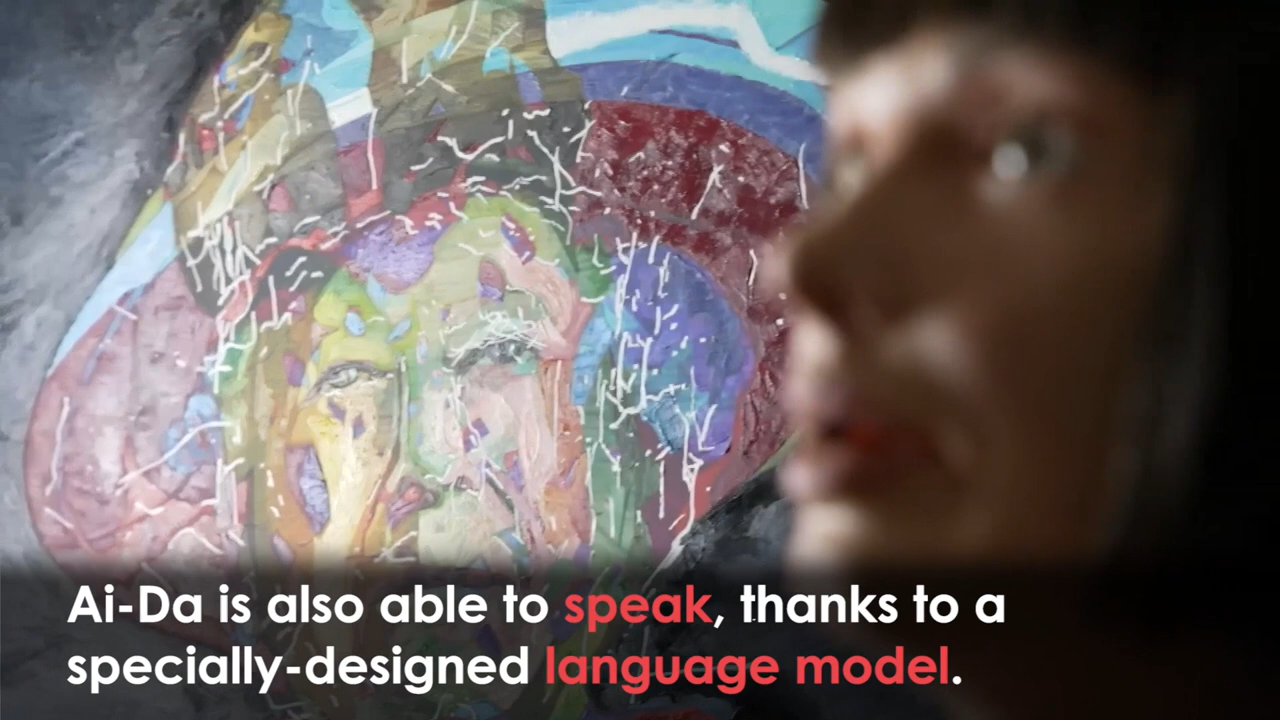 Ai-Da is also able to speak, thanks to a
specially-designed language model.